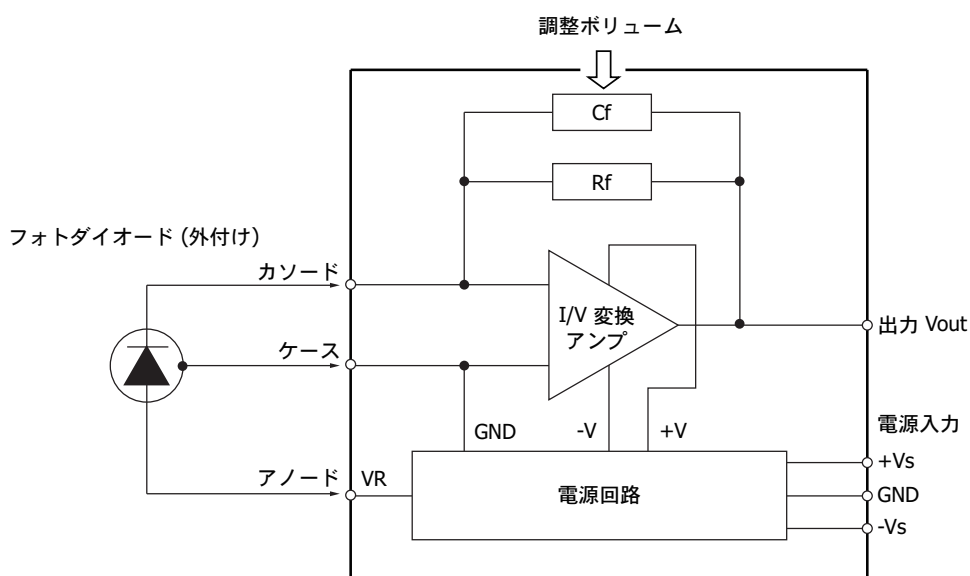 調整ボリューム
Cf
Rf
フォトダイオード (外付け)
カソード
I/V 変換
アンプ
出力 Vout
ケース
GND
-V
+V
電源入力
+Vs
アノード
VR
電源回路
GND
-Vs